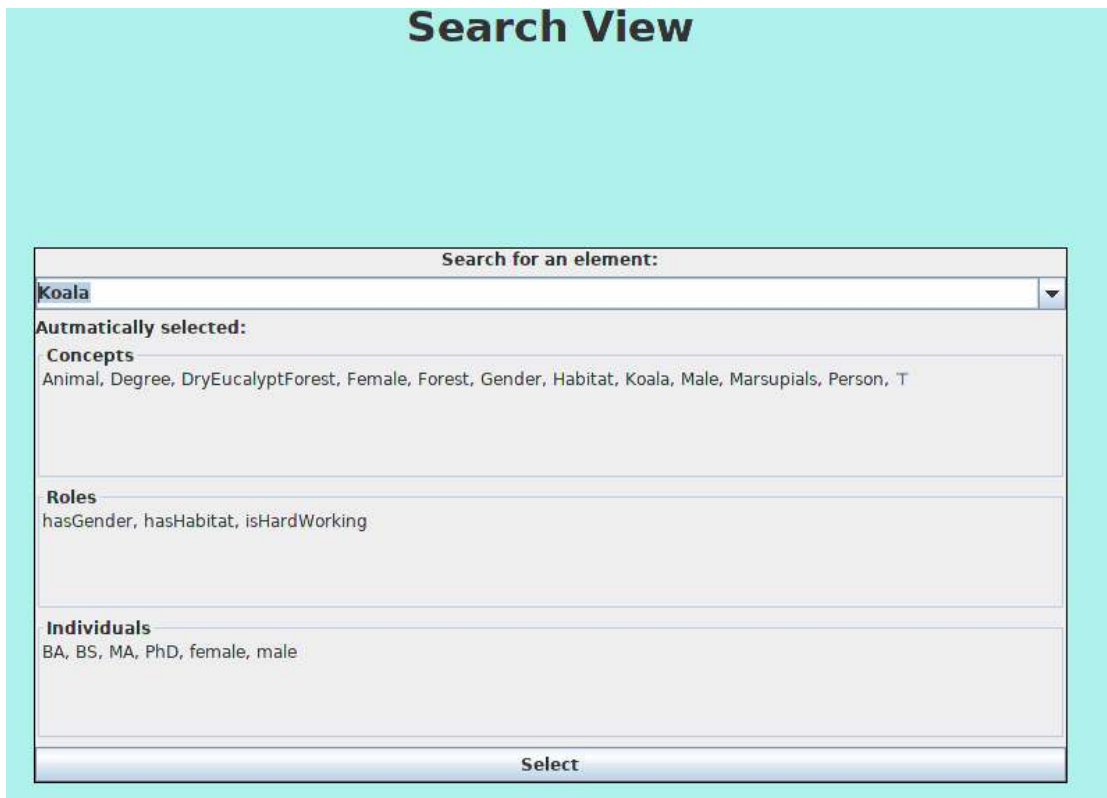 Search View
Search for an element:
Koala
Autmatically selected:
Concepts
Animal, Degree, DryEucalyptForest, Female, Forest, Gender, Habitat, Koala, Male, Marsupials, Person, ⊤
Roles
hasGender, hasHabitat, isHardWorking
Individuals
BA, BS, MA, PhD, female, male
Select